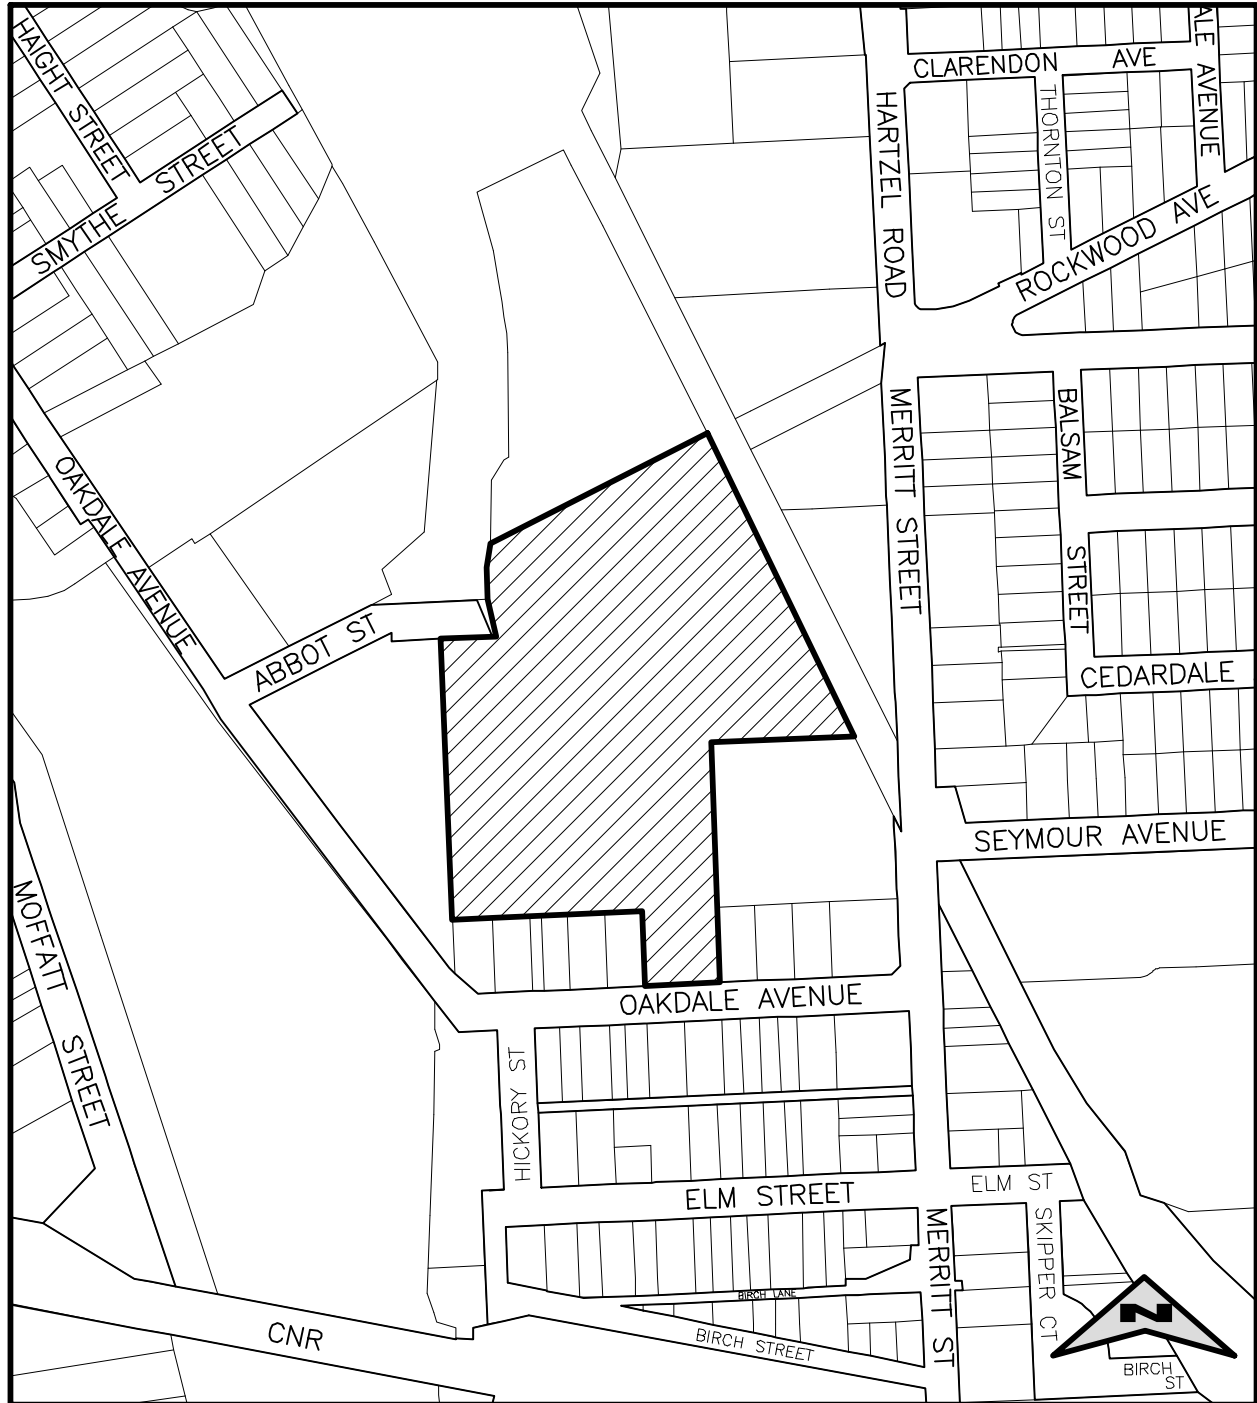 HAIGHT STREET
SMYTHE STREET
CLARENDON AVE
ALE AVENUE
THORNTON ST
HARTZEL ROAD
ROCKWOOD AVE
OAKDALE AVENUE
MERRITT STREET
BALSAM STREET
CEDARDALE
ABBOT ST
SEYMOUR AVENUE
MOFFATT STREET
OAKDALE AVENUE
HICKORY ST
ELM STREET
ELM ST
MERRIT ST
SKIPPER CT
BIRCH LANE
BIRCH STREET
CNR
N
BIRCH
ST